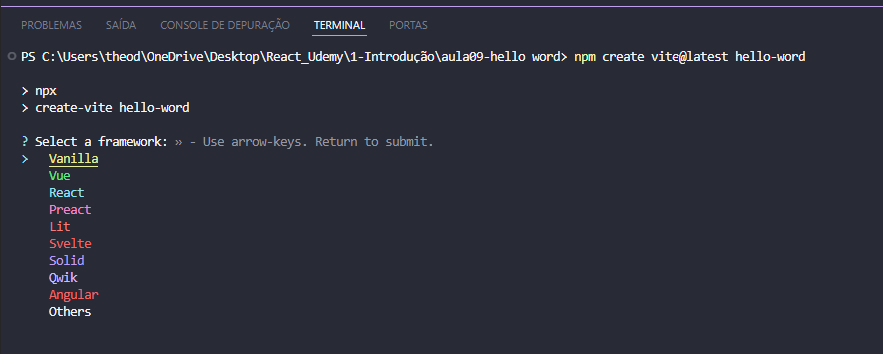 PROBLEMAS SAÍDA CONSOLE DE DEPURAÇÃO TERMINAL PORTAS
PS C:\Users\theod\OneDrive\Desktop\React_Udemy\1-Introdução\aula09-hello word> npm create vite@latest hello-word
> npx
> create-vite hello-word
? Select a framework: » - Use arrow-keys. Return to submit.
> Vanilla
Vue
React
Preact
Lit
Svelte
Solid
Qwik
Angular
Others